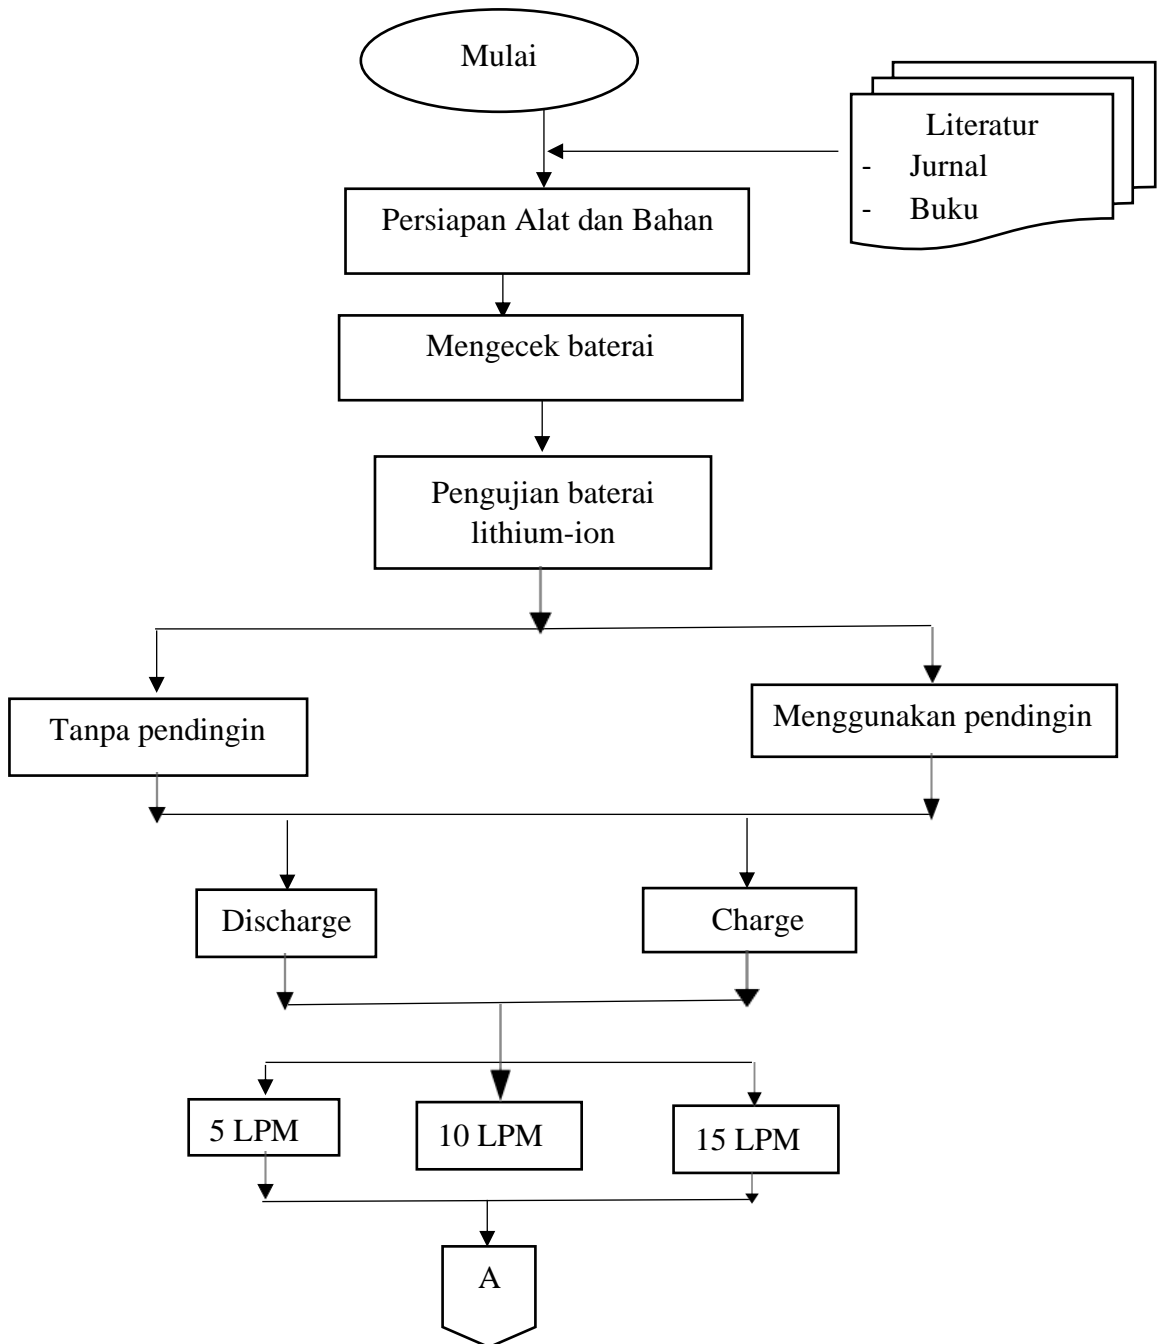 Mulai
Literatur
- Jurnal
- Buku
Persiapan Alat dan Bahan
Mengecek baterai
Pengujian baterai
lithium-ion
Tanpa pendingin
Menggunakan pendingin
Discharge
Charge
5 LPM
10 LPM
15 LPM
A